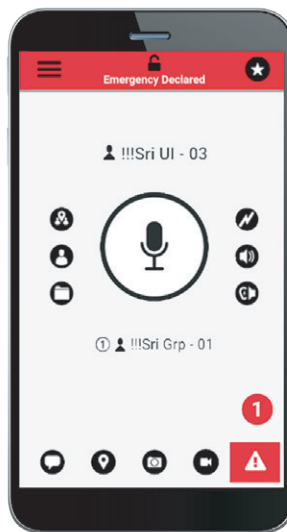 Emergency Declared
!!!Sri UI - 03
① !!!Sri Grp - 01
1